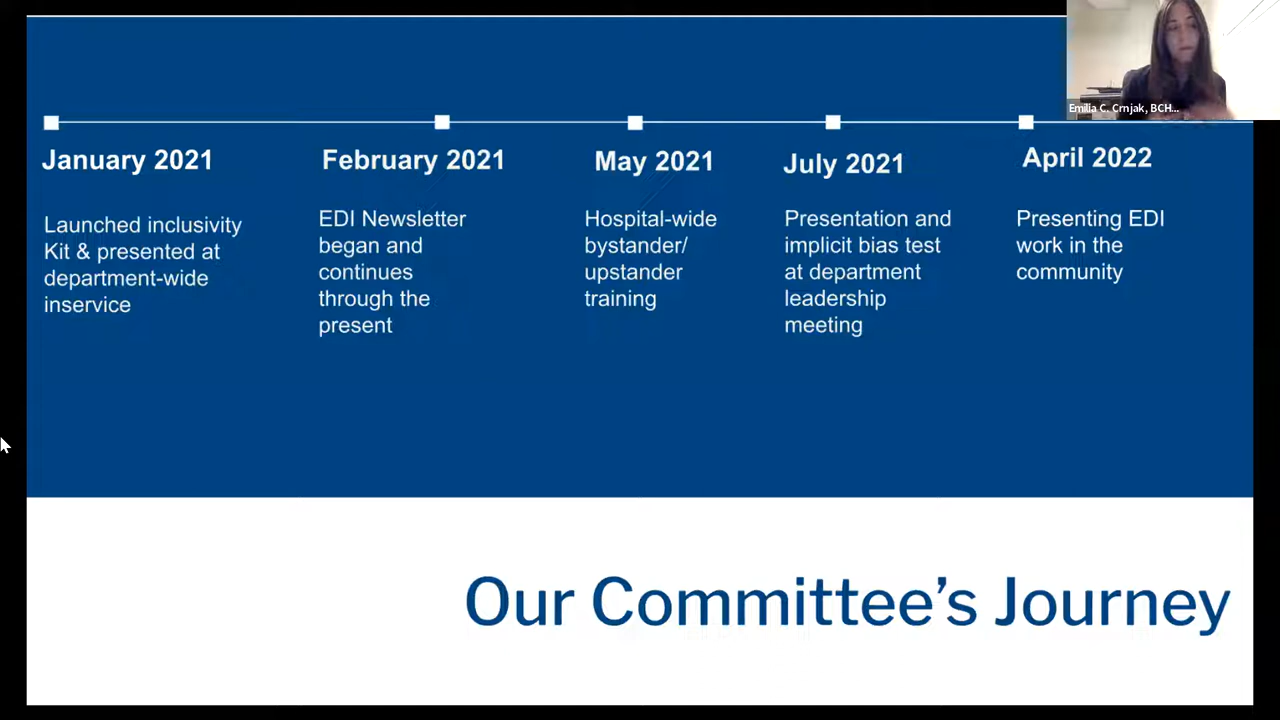 Emilia C. Crnjak, BCH...
January 2021
Launched inclusivity
Kit & presented at
department-wide
inservice
February 2021
EDI Newsletter
began and
continues
through the
present
May 2021
Hospital-wide
bystander/
upstander
training
July 2021
Presentation and
implicit bias test
at department
leadership
meeting
April 2022
Presenting EDI
work in the
community
Our Committee’s Journey